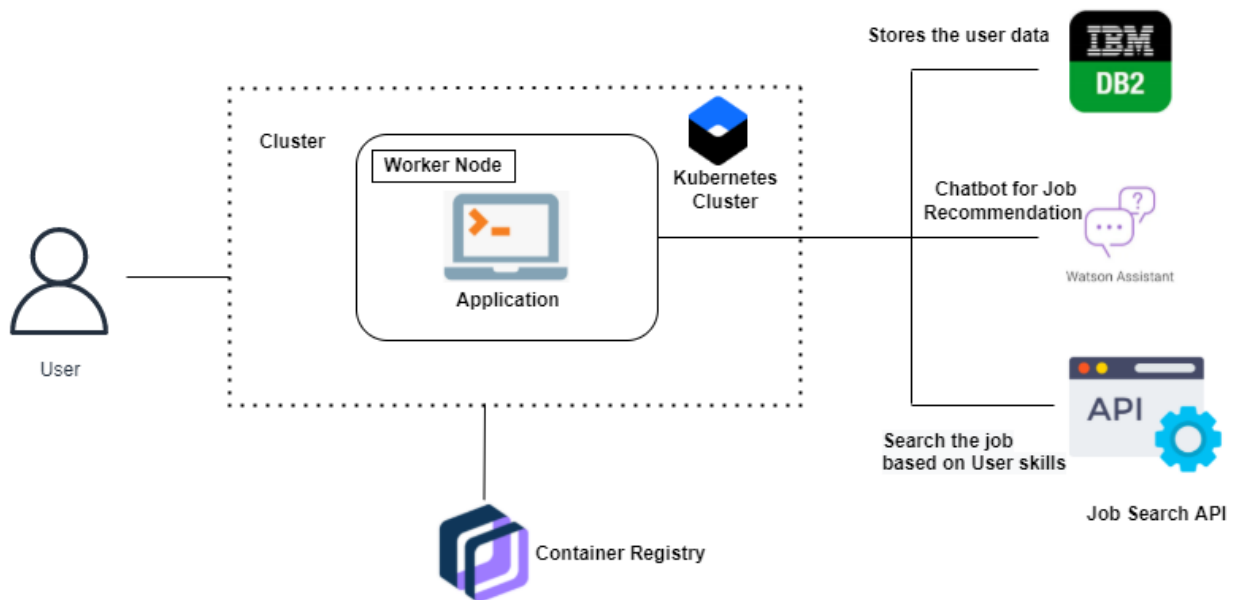 Stores the user data
IBM
DB2
Cluster
Worker Node
Kubernetes
Cluster
Application
Chatbot for Job
Recommendation
?
Watson Assistant
User
API
Search the job
based on User skills
Job Search API
Container Registry